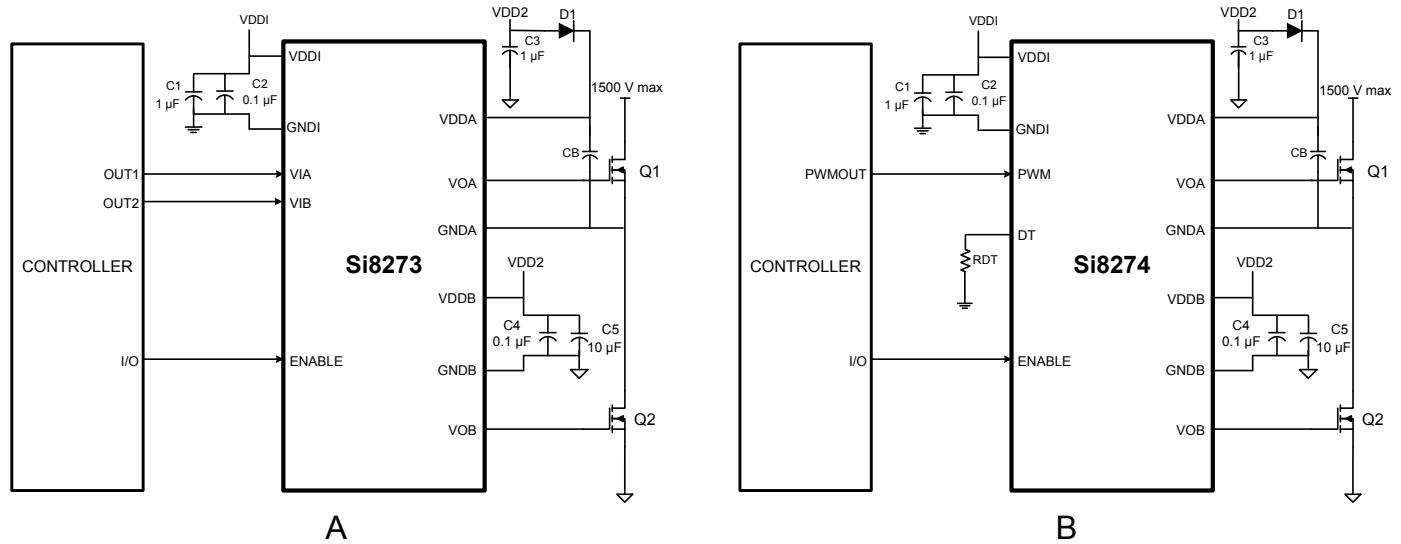 VDDI
VDD2
D1
C3
1 µF
VDDI
C1
1 µF
C2
0.1 µF
GNDI
1500 V max
VDDA
CB
Q1
OUT1
VIA
VOA
OUT2
VIB
GNDA
CONTROLLER
Si8273
VDD2
VDDB
C4
0.1 µF
C5
10 µF
I/O
ENABLE
GNDB
Q2
VOB
A
VDDI
VDD2
D1
C3
1 µF
VDDI
C1
1 µF
C2
0.1 µF
GNDI
1500 V max
VDDA
CB
Q1
PWMOUT
PWM
VOA
GNDA
DT
RDT
CONTROLLER
Si8274
VDD2
VDDB
C4
0.1 µF
C5
10 µF
I/O
ENABLE
GNDB
Q2
VOB
B